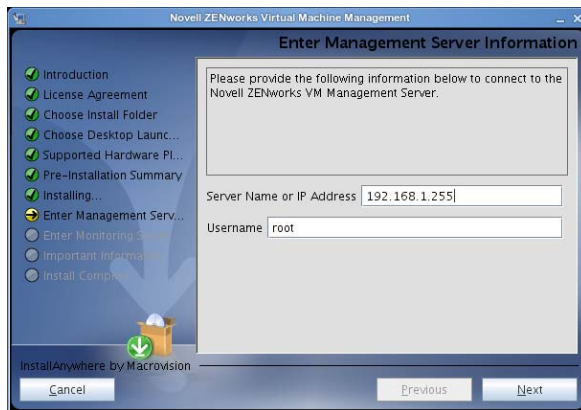 Novell ZENworks Virtual Machine Management
Enter Management Server Information
Introduction
License Agreement
Choose Install Folder
Choose Desktop Launc...
Supported Hardware Pl...
Pre-Installation Summary
Installing...
Enter Management Serv...
Enter Monitoring
Important Informa
Install Comp
Please provide the following information below to connect to the
Novell ZENworks VM Management Server.
Server Name or IP Address 192.168.1.255
Username root
InstallAnywhere by Macrovision
Cancel
Previous
Next